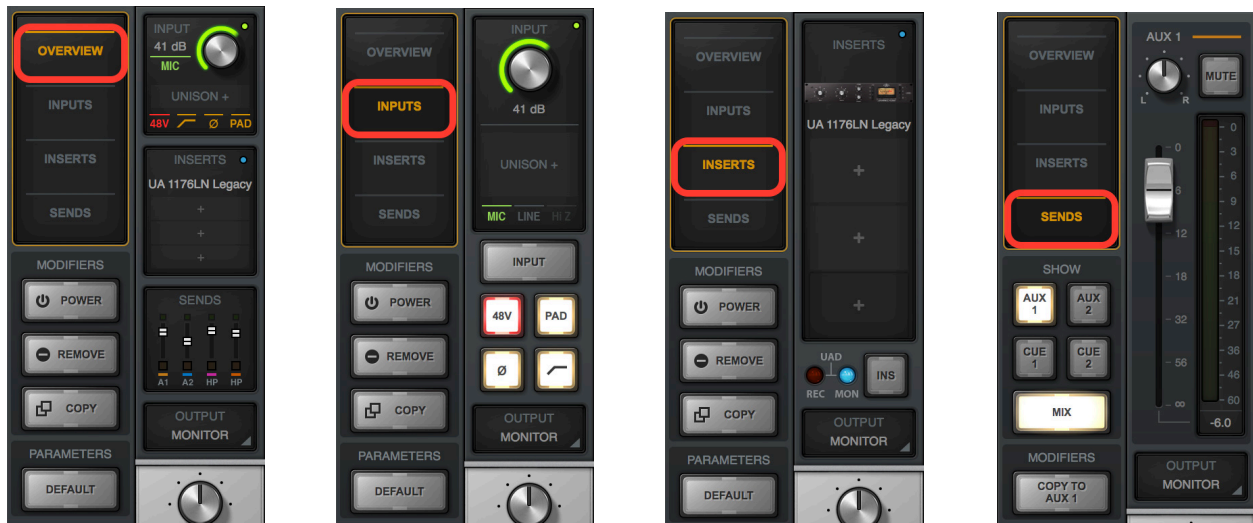 OVERVIEW
INPUTS
INSERTS
SENDS
MODIFIERS
POWER
REMOVE
COPY
PARAMETERS
DEFAULT
INPUT
41 dB
MIC
UNISON +
48V Ø PAD
INSERTS
UA 1176LN Legacy
+
+
+
SENDS
A1 A2 HP HP
OUTPUT
MONITOR
OVERVIEW
INPUTS
INSERTS
SENDS
MODIFIERS
POWER
REMOVE
COPY
PARAMETERS
DEFAULT
INPUT
41 dB
UNISON +
MIC LINE Hi Z
INPUT
48V PAD
Ø
OUTPUT
MONITOR
OVERVIEW
INPUTS
INSERTS
SENDS
MODIFIERS
POWER
REMOVE
COPY
PARAMETERS
DEFAULT
INSERTS
UA 1176LN Legacy
+
+
+
UAD
REC MON INS
OUTPUT
MONITOR
OVERVIEW
INPUTS
INSERTS
SENDS
SHOW
AUX 1
AUX 2
CUE 1
CUE 2
MIX
MODIFIERS
COPY TO
AUX 1
AUX 1
MUTE
L R
0
8
12
18
32
56
∞
0
3
6
9
12
15
18
21
27
36
46
60
-6.0
OUTPUT
MONITOR